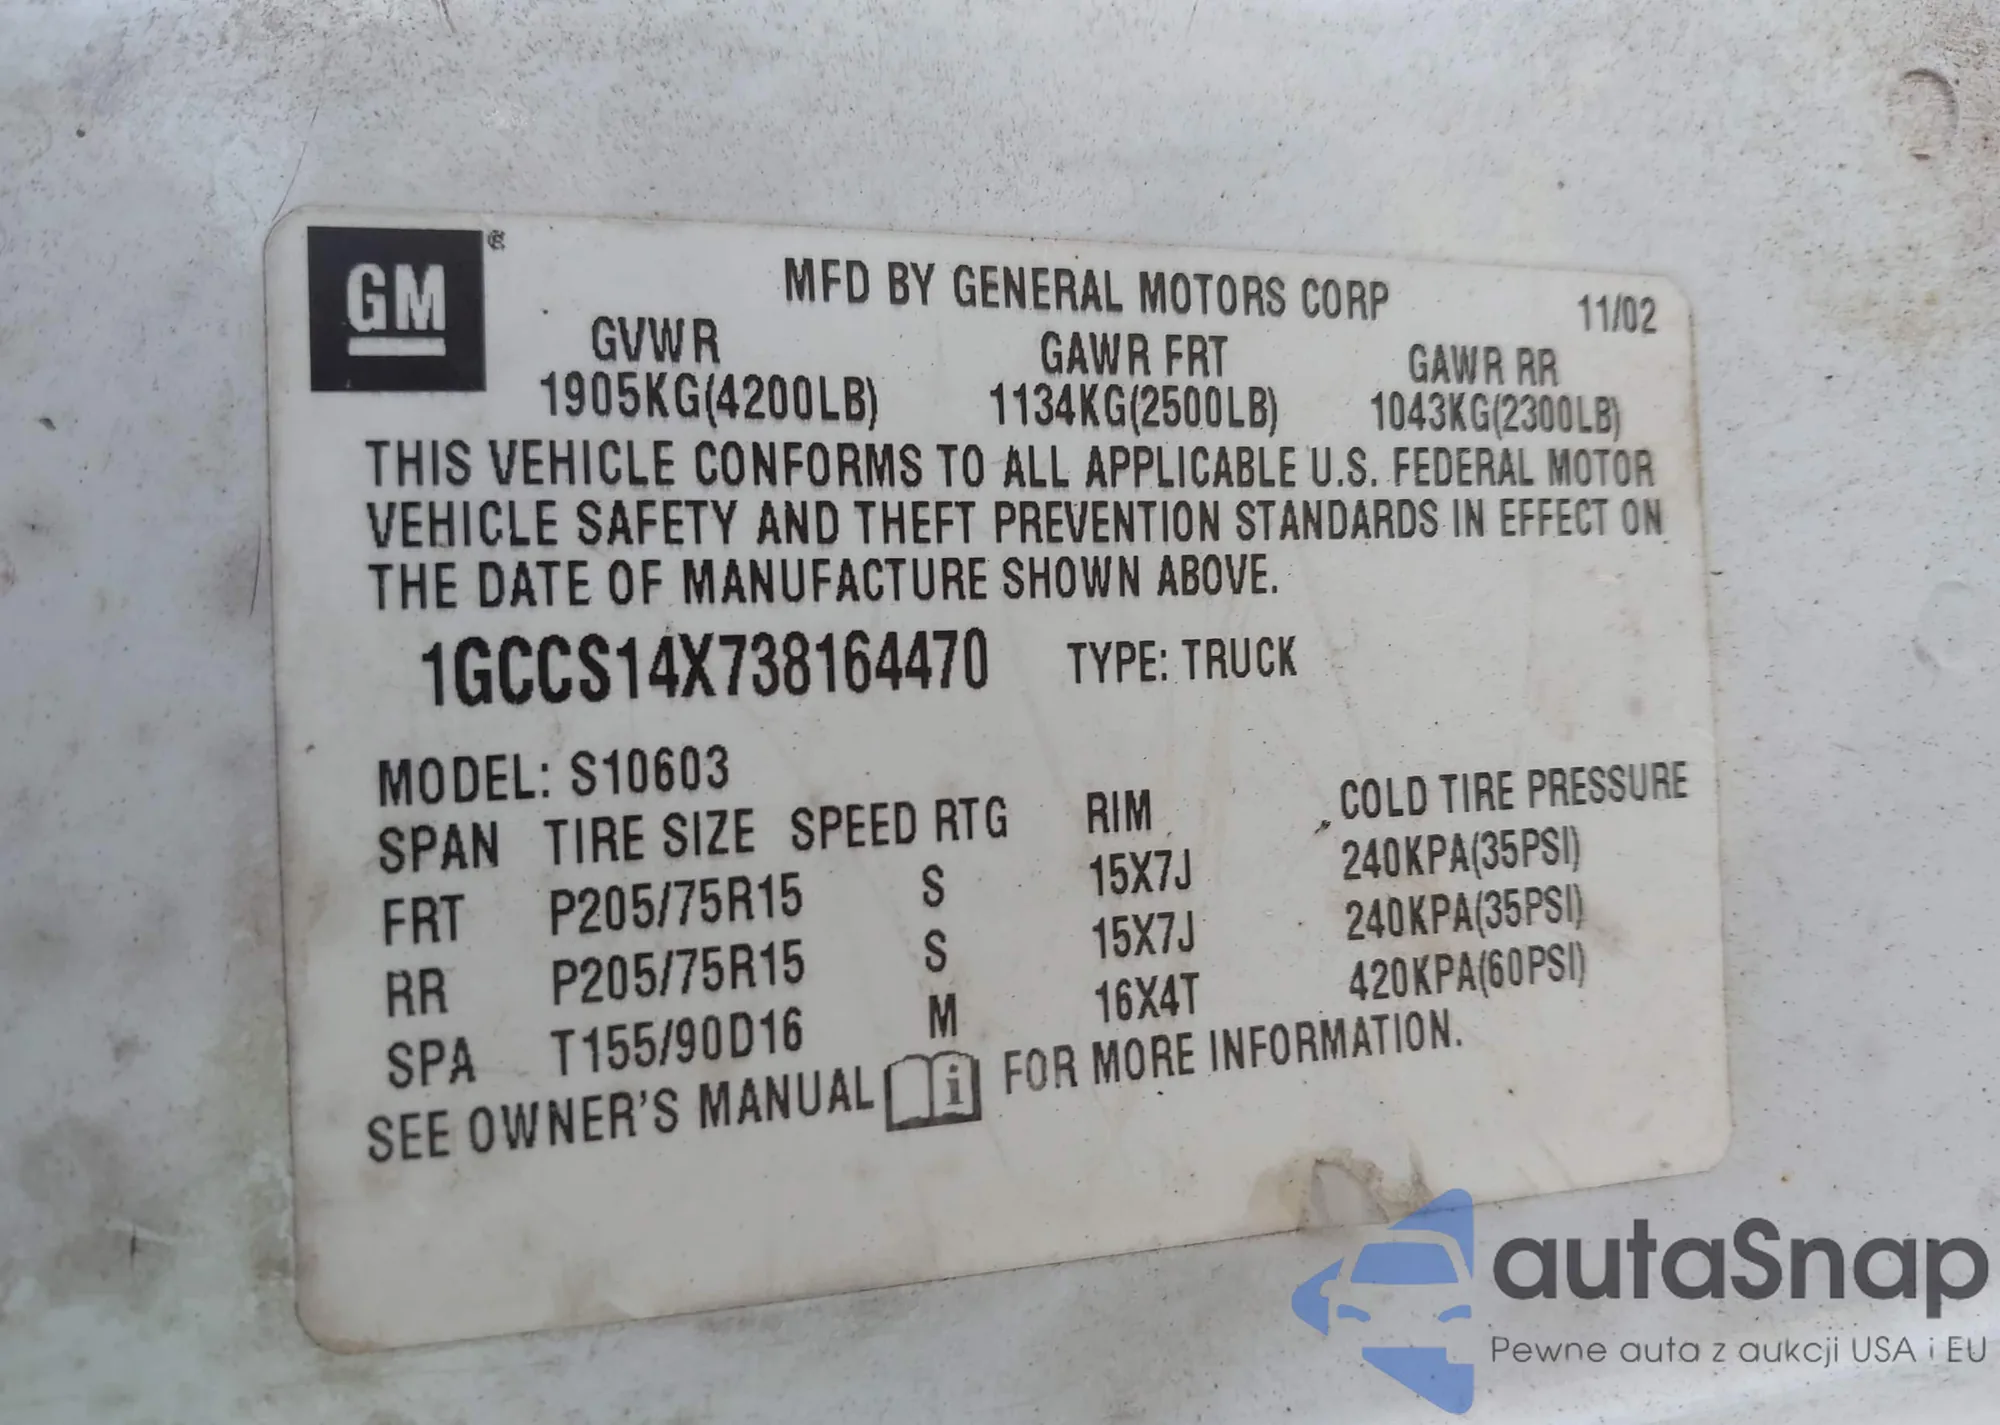 GM ®
MFD BY GENERAL MOTORS CORP 11/02
GVWR GAWR FRT GAWR RR
1905KG(4200LB) 1134KG(2500LB) 1043KG(2300LB)
THIS VEHICLE CONFORMS TO ALL APPLICABLE U.S. FEDERAL MOTOR
VEHICLE SAFETY AND THEFT PREVENTION STANDARDS IN EFFECT ON
THE DATE OF MANUFACTURE SHOWN ABOVE.
1GCCS14X738164470 TYPE: TRUCK
MODEL: S10603
SPAN TIRE SIZE SPEED RTG RIM COLD TIRE PRESSURE
FRT P205/75R15 S 15X7J 240KPA(35PSI)
RR P205/75R15 S 15X7J 240KPA(35PSI)
SPA T155/90D16 M 16X4T 420KPA(60PSI)
SEE OWNER'S MANUAL i FOR MORE INFORMATION.
autaSnap
Pewne auta z aukcji USA i EU